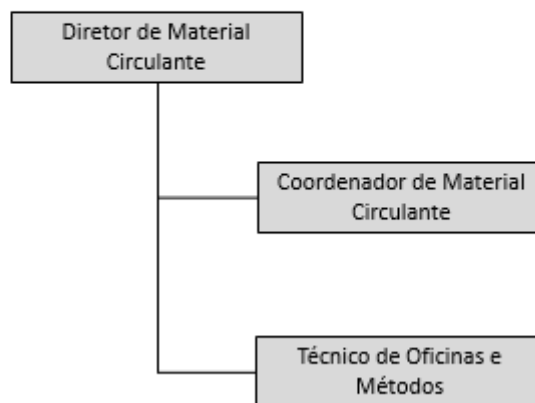 Diretor de Material
Circulante
Coordenador de Material
Circulante
Técnico de Oficinas e
Métodos